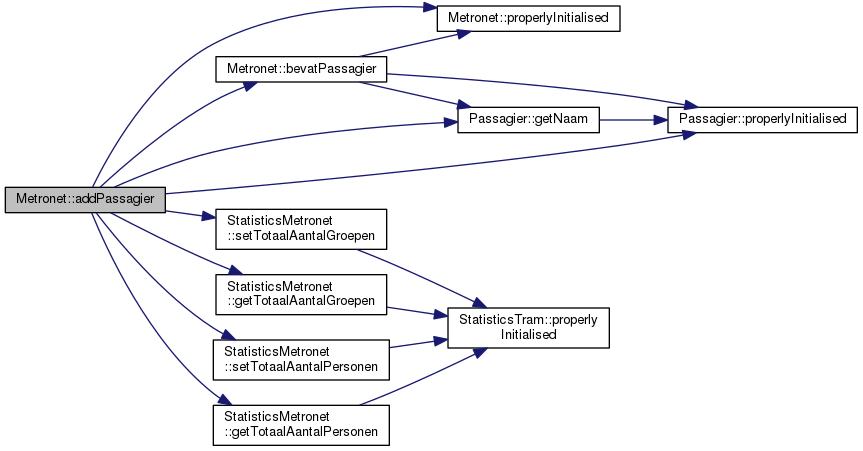 Metronet::properlyInitialised
Metronet::bevatPassagier
Passagier::getNaam
Passagier::properlyInitialised
Metronet::addPassagier
StatisticsMetronet
::setTotaalAantalGroepen
StatisticsMetronet
::getTotaalAantalGroepen
StatisticsTram::properly
Initialised
StatisticsMetronet
::setTotaalAantalPersonen
StatisticsMetronet
::getTotaalAantalPersonen